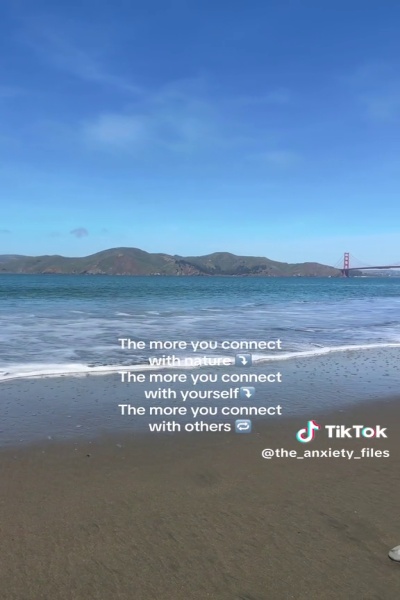 The more you connect
with nature ⤵️
The more you connect
with yourself ⤵️
The more you connect
with others 🔁
TikTok
@the_anxiety_files